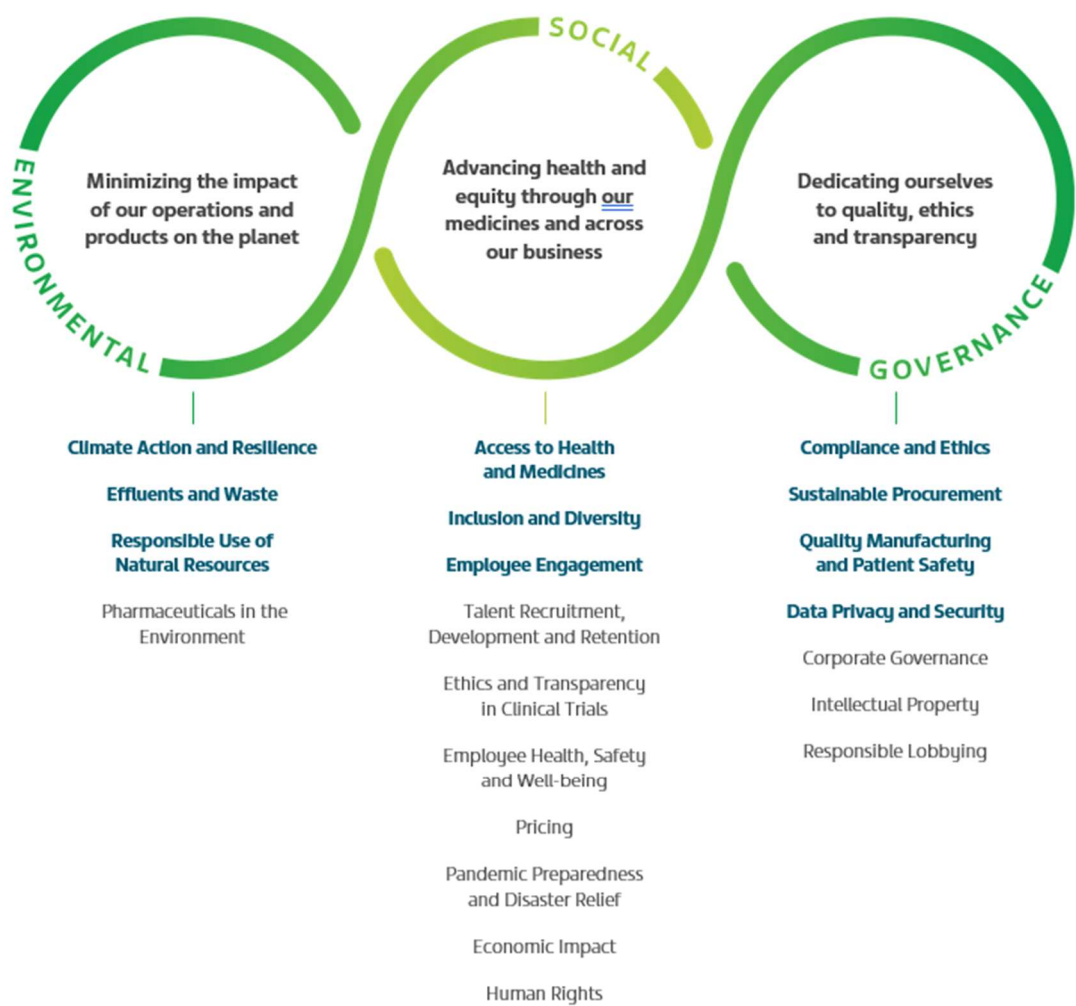 ENVIRONMENTAL
Minimizing the impact
of our operations and
products on the planet
Climate Action and Resilience
Effluents and Waste
Responsible Use of
Natural Resources
Pharmaceuticals in the
Environment
SOCIAL
Advancing health and
equity through our
medicines and across
our business
Access to Health
and Medicines
Inclusion and Diversity
Employee Engagement
Talent Recruitment,
Development and Retention
Ethics and Transparency
in Clinical Trials
Employee Health, Safety
and Well-being
Pricing
Pandemic Preparedness
and Disaster Relief
Economic Impact
Human Rights
GOVERNANCE
Dedicating ourselves
to quality, ethics
and transparency
Compliance and Ethics
Sustainable Procurement
Quality Manufacturing
and Patient Safety
Data Privacy and Security
Corporate Governance
Intellectual Property
Responsible Lobbying